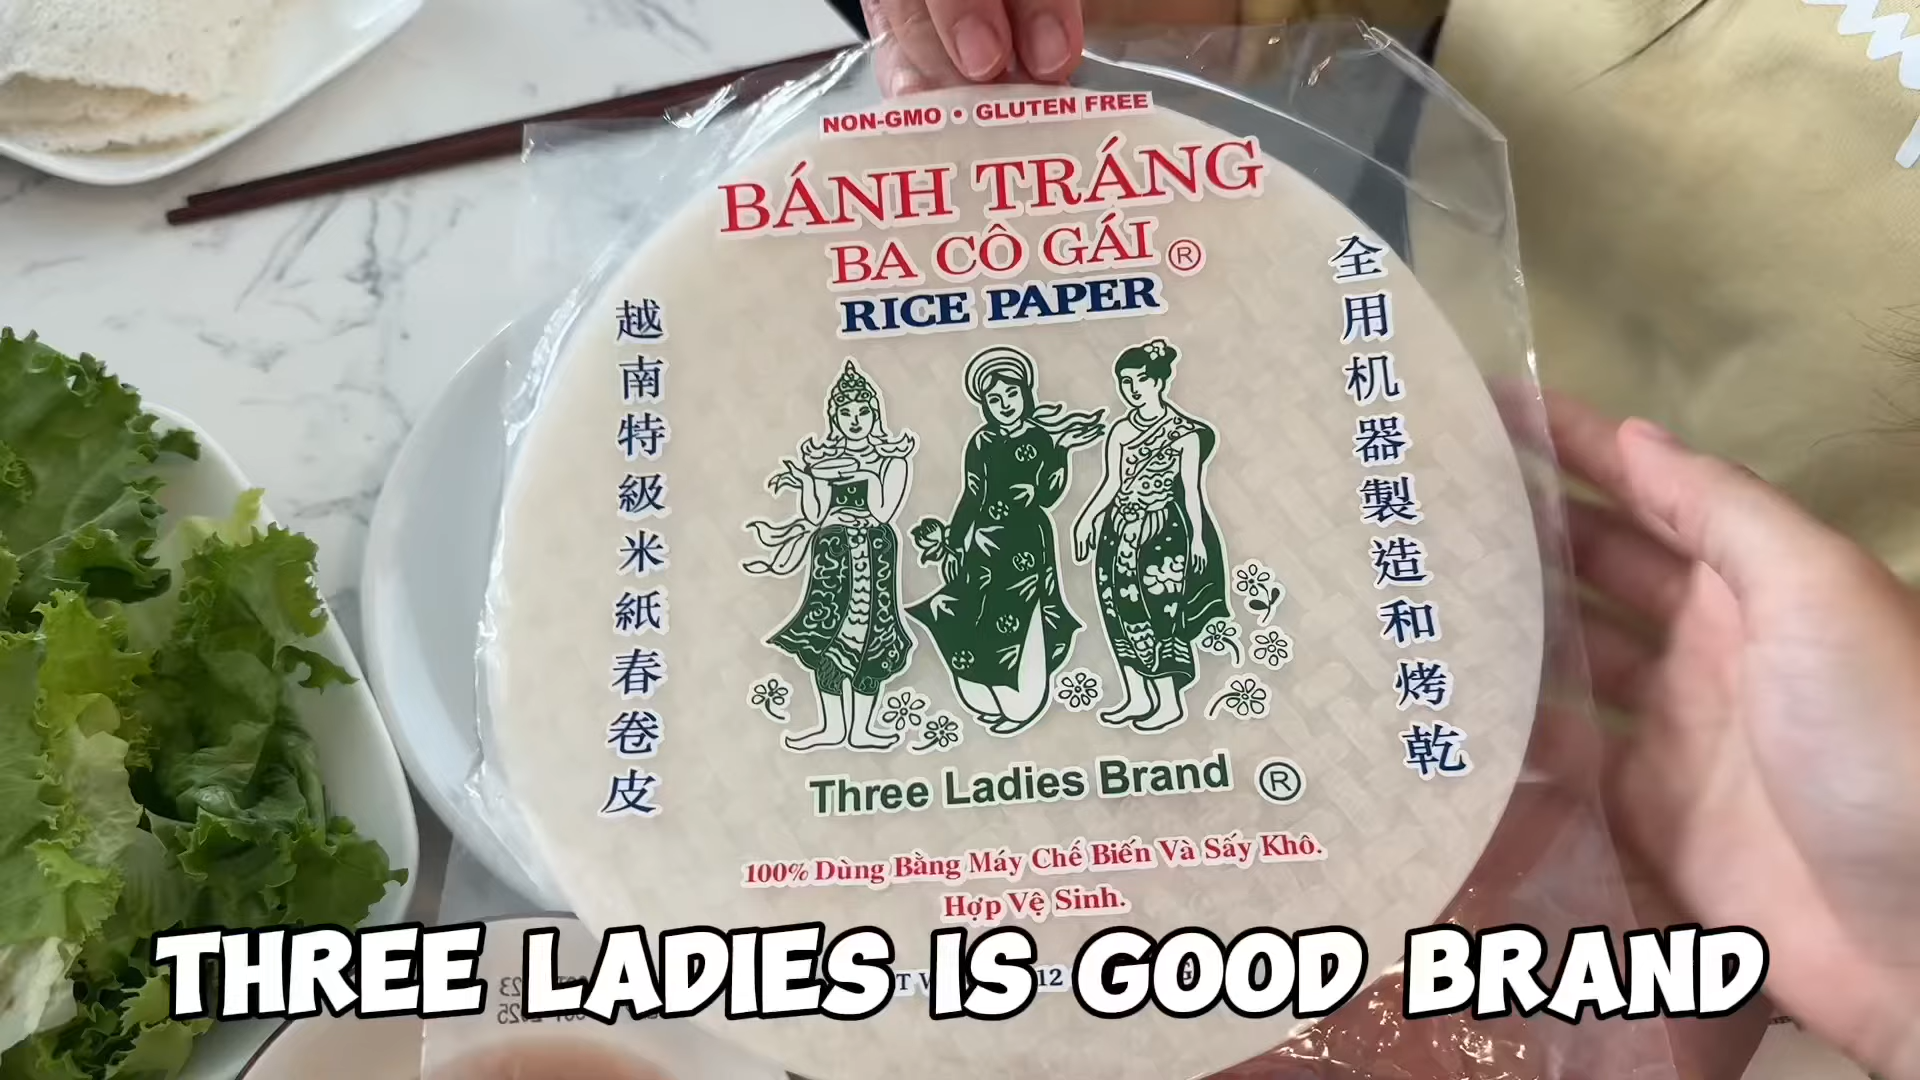 NON-GMO • GLUTEN FREE
BÁNH TRÁNG
BA CÔ GÁI ®
RICE PAPER
越南特級米紙春卷皮
全用机器製造和烤乾
Three Ladies Brand ®
100% Dùng Bằng Máy Chế Biến Và Sấy Khô.
Hợp Vệ Sinh.
12
THREE LADIES IS GOOD BRAND